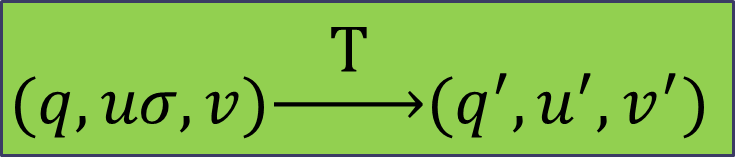 T
(q, uσ, v) ⟶ (q′, u′, v′)